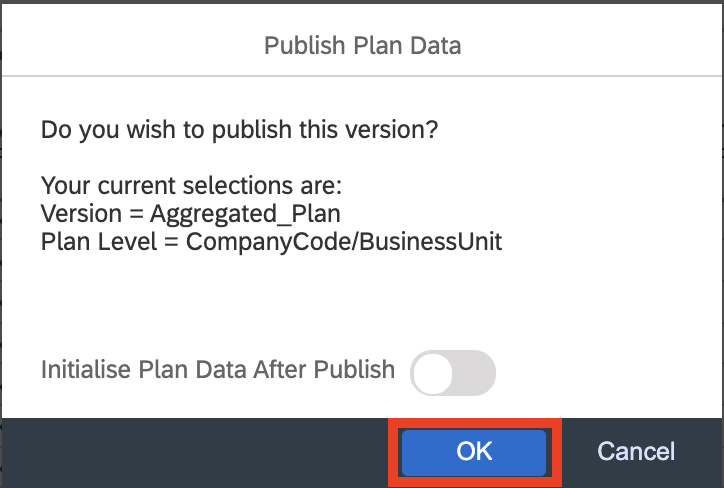 Publish Plan Data
Do you wish to publish this version?
Your current selections are:
Version = Aggregated_Plan
Plan Level = CompanyCode/BusinessUnit
Initialise Plan Data After Publish
OK
Cancel